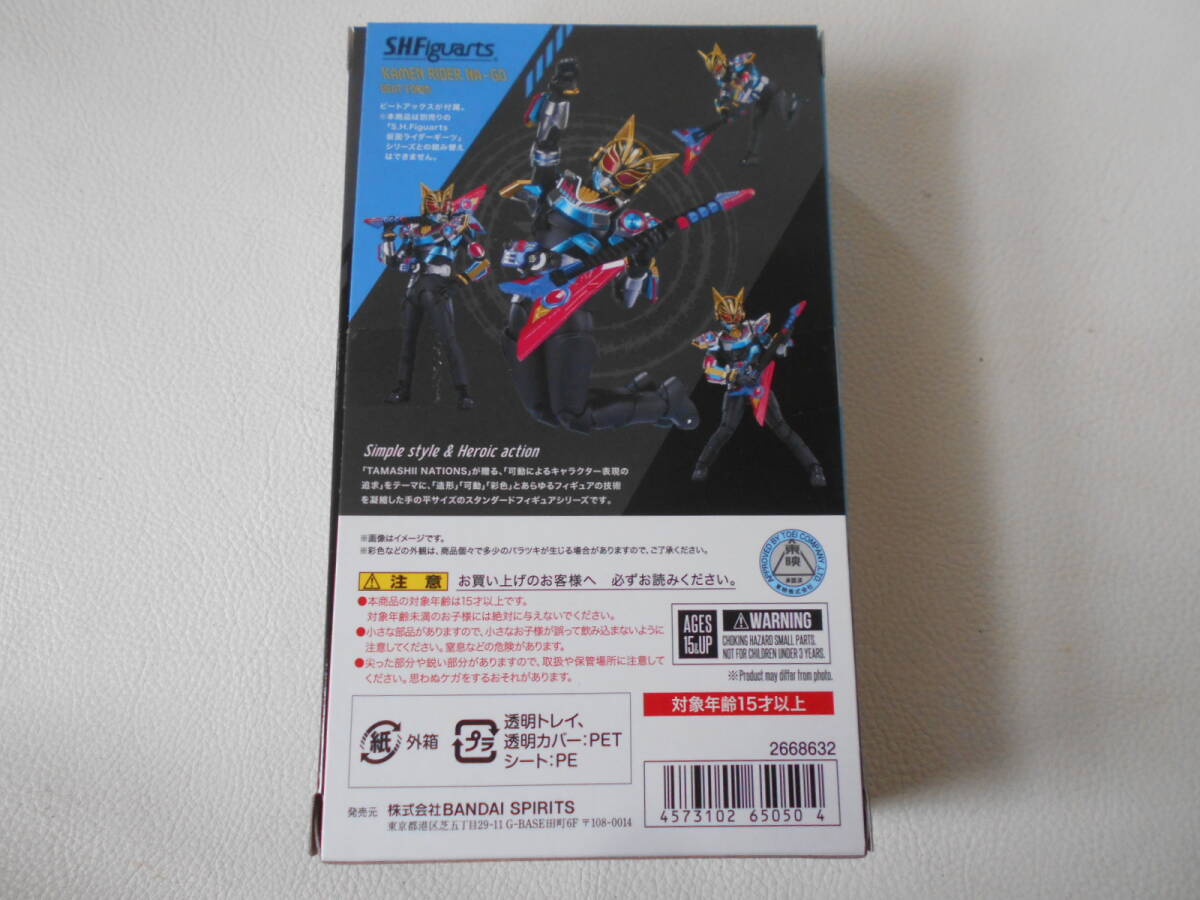 S.H.Figuarts
KAMEN RIDER NA-GO
BEAT FORM
ビートアックスが付属。
※本商品は別売りの
「S.H.Figuarts
仮面ライダーギーツ」
シリーズとの組み替え
はできません。
Simple style & Heroic action
「TAMASHII NATIONS」が贈る、「可動によるキャラクター表現の
追求」をテーマに、「造形」「可動」「彩色」とあらゆるフィギュアの技術
を凝縮した手の平サイズのスタンダードフィギュアシリーズです。
※画像はイメージです。
※彩色などの外観は、商品個々で多少のバラツキが生じる場合がありますので、ご了承ください。
APPROVED BY TOEI COMPANY, LTD
東映
注意 お買い上げのお客様へ 必ずお読みください。
●本商品の対象年齢は15才以上です。
対象年齢未満のお子様には絶対に与えないでください。
●小さな部品がありますので、小さなお子様が誤って飲み込まないように
注意してください。窒息などの危険があります。
●尖った部分や鋭い部分がありますので、取扱や保管場所に注意して
ください。思わぬケガをするおそれがあります。
AGES
15&UP
WARNING
CHOKING HAZARD SMALL PARTS.
NOT FOR CHILDREN UNDER 3 YEARS.
※Product may differ from photo.
対象年齢15才以上
紙 外箱
プラ
透明トレイ、
透明カバー:PET
シート:PE
2668632
4573102 65050 4
発売元 株式会社BANDAI SPIRITS
東京都港区芝五丁目29-11 G-BASE田町6F 〒108-0014